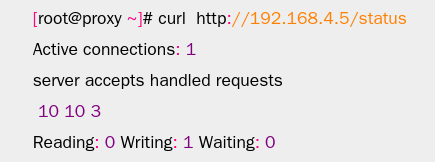 [root@proxy ~]# curl  http://192.168.4.5/status
Active connections: 1
server accepts handled requests
 10 10 3
Reading: 0 Writing: 1 Waiting: 0